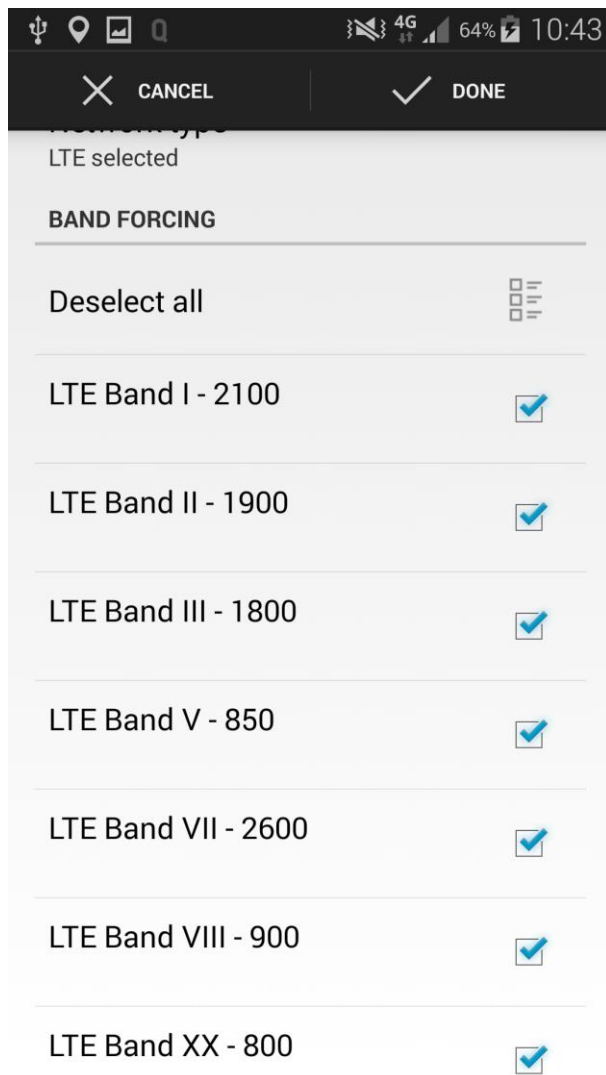 4G 64% 10:43
CANCEL DONE
Network type
LTE selected
BAND FORCING
Deselect all
LTE Band I - 2100
LTE Band II - 1900
LTE Band III - 1800
LTE Band V - 850
LTE Band VII - 2600
LTE Band VIII - 900
LTE Band XX - 800